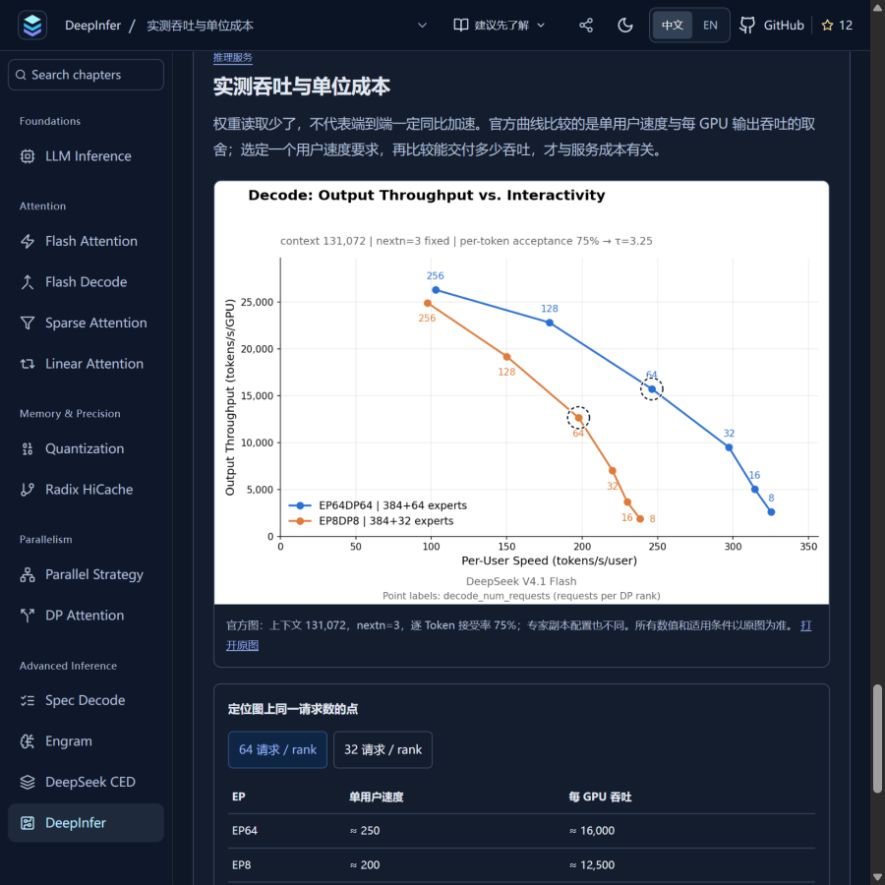 DeepInfer / 实测吞吐与单位成本
建议先了解
中文
EN
GitHub
12
Search chapters
Foundations
LLM Inference
Attention
Flash Attention
Flash Decode
Sparse Attention
Linear Attention
Memory & Precision
Quantization
Radix HiCache
Parallelism
Parallel Strategy
DP Attention
Advanced Inference
Spec Decode
Engram
DeepSeek CED
DeepInfer
推理服务
实测吞吐与单位成本
权重读取少了，不代表端到端一定同比加速。官方曲线比较的是单用户速度与每 GPU 输出吞吐的取
舍；选定一个用户速度要求，再比较能交付多少吞吐，才与服务成本有关。
Decode: Output Throughput vs. Interactivity
context 131,072 | nextn=3 fixed | per-token acceptance 75% → τ=3.25
Output Throughput (tokens/s/GPU)
25,000
20,000
15,000
10,000
5,000
0
256
128
64
32
16
8
256
128
64
32
16
8
EP64DP64 | 384+64 experts
EP8DP8 | 384+32 experts
0 50 100 150 200 250 300 350
Per-User Speed (tokens/s/user)
DeepSeek V4.1 Flash
Point labels: decode_num_requests (requests per DP rank)
官方图：上下文 131,072，nextn=3，逐 Token 接受率 75%；专家副本配置也不同。所有数值和适用条件以原图为准。 打
开原图
定位图上同一请求数的点
64 请求 / rank
32 请求 / rank
EP 单用户速度 每 GPU 吞吐
EP64 ≈ 250 ≈ 16,000
EP8 ≈ 200 ≈ 12,500